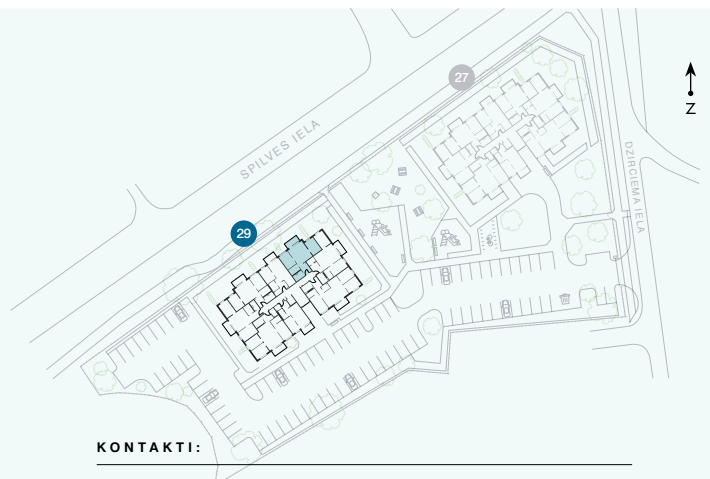 27
Z
SPILVES IELA
DZIRCIEMA IELA
29
KONTAKTI: